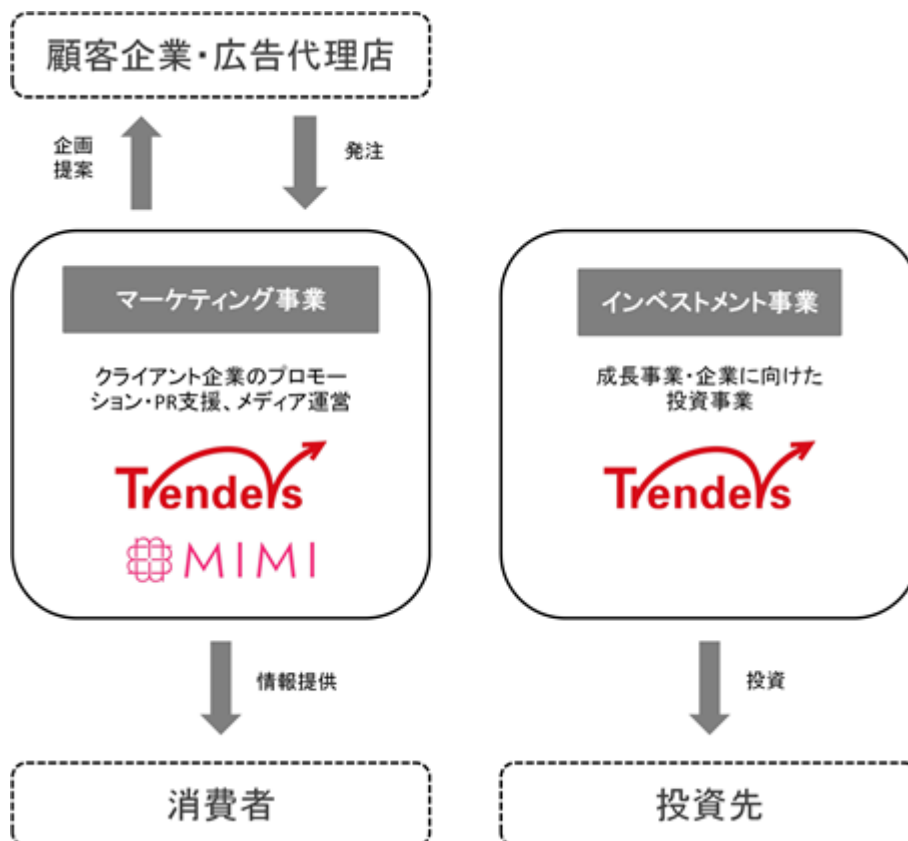 顧客企業・広告代理店
企画
提案
発注
マーケティング事業
クライアント企業のプロモー
ション・PR支援、メディア運営
Trenders
MIMI
情報提供
消費者
インベストメント事業
成長事業・企業に向けた
投資事業
Trenders
投資
投資先